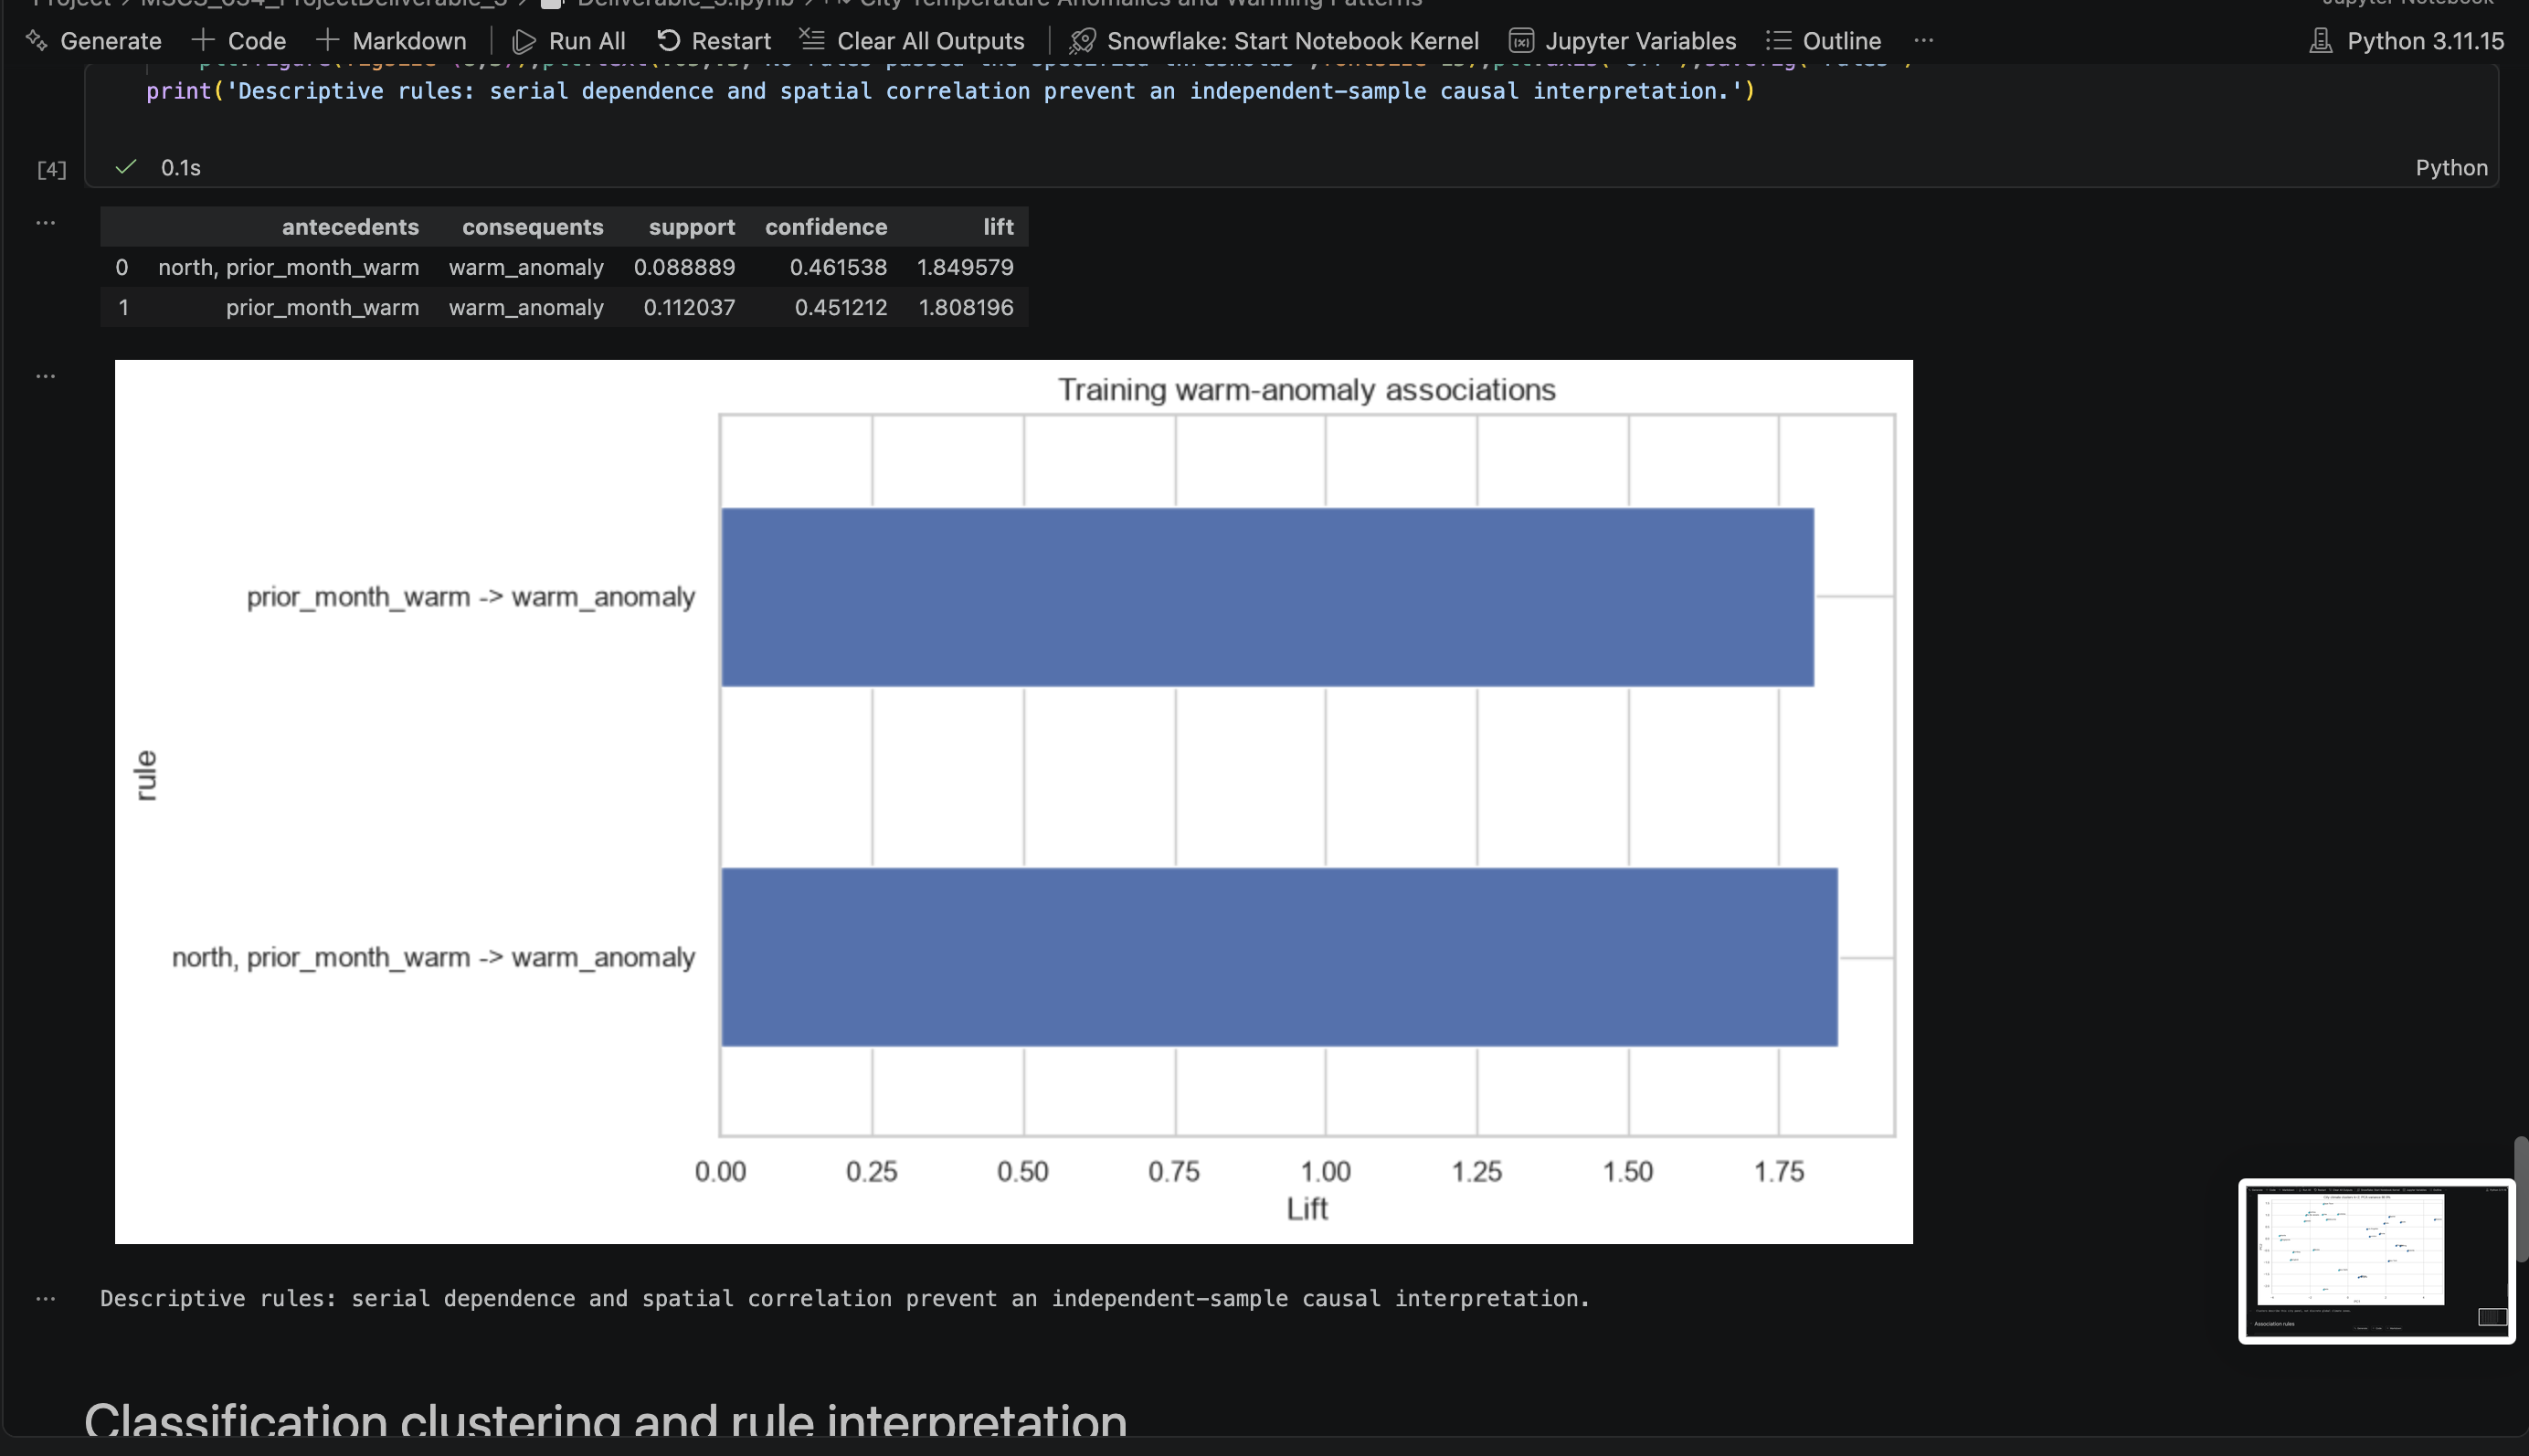 Generate + Code + Markdown Run All Restart Clear All Outputs Snowflake: Start Notebook Kernel Jupyter Variables Outline ... Python 3.11.15
print('Descriptive rules: serial dependence and spatial correlation prevent an independent-sample causal interpretation.')
[4] 0.1s Python
antecedents consequents support confidence lift
0 north, prior_month_warm warm_anomaly 0.088889 0.461538 1.849579
1 prior_month_warm warm_anomaly 0.112037 0.451212 1.808196
Training warm-anomaly associations
prior_month_warm -> warm_anomaly
rule
north, prior_month_warm -> warm_anomaly
0.00 0.25 0.50 0.75 1.00 1.25 1.50 1.75
Lift
Descriptive rules: serial dependence and spatial correlation prevent an independent-sample causal interpretation.
Association rules
Classification clustering and rule interpretation